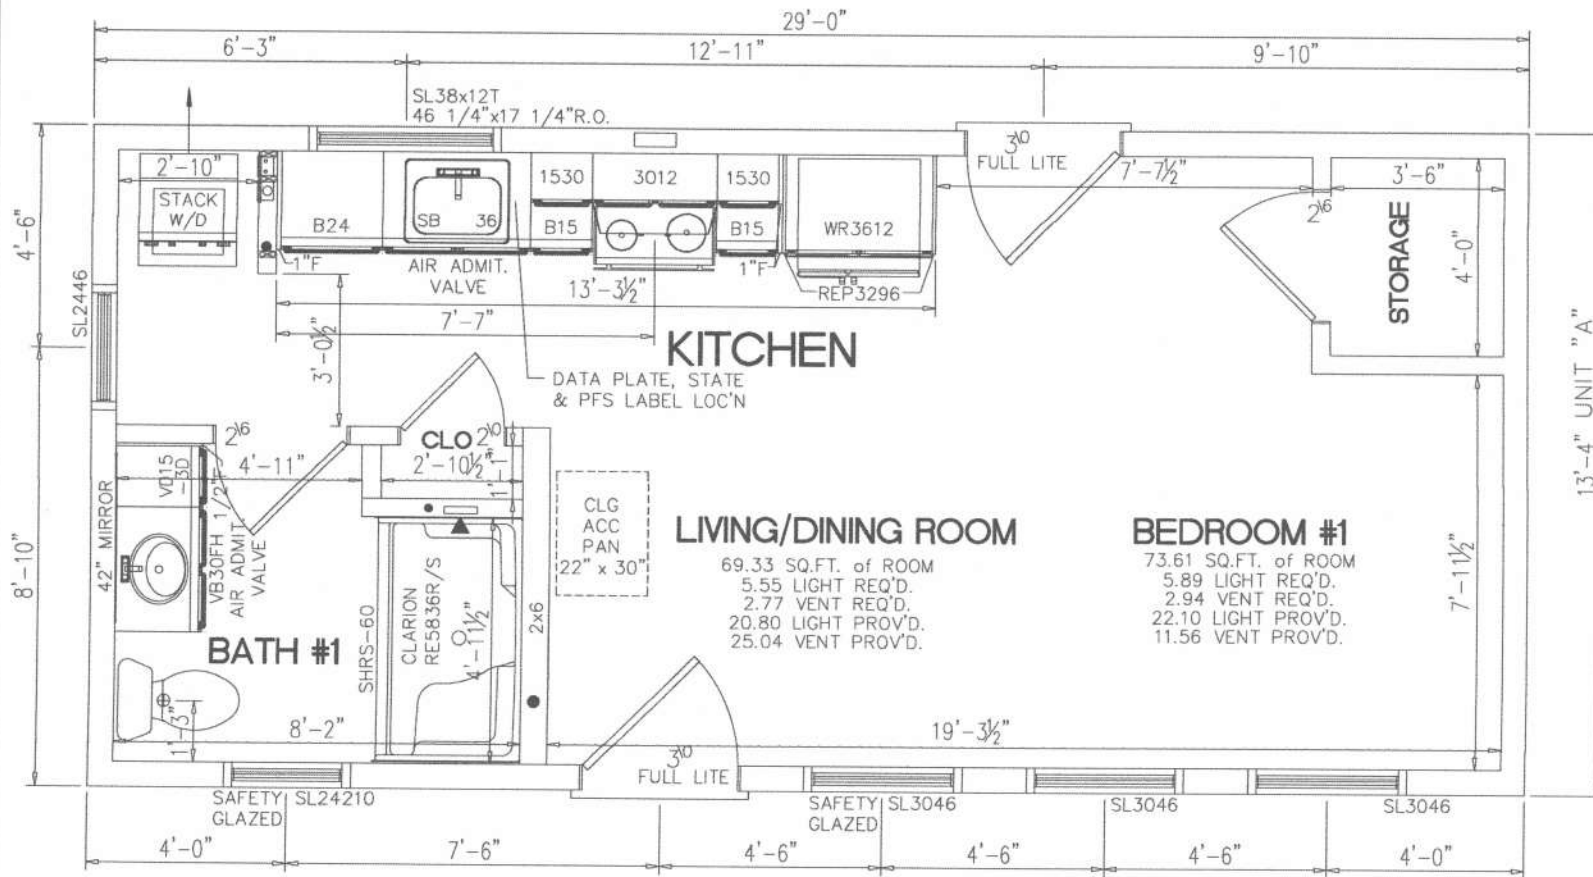 29'-0"
6'-3"
12'-11"
9'-10"
SL38x12T
46 1/4"x17 1/4"R.O.
3'0
FULL LITE
7'-7½"
3'-6"
2'-10"
STACK
W/D
1530
3012
1530
B24
SB 36
B15
B15
WR3612
2'6
STORAGE
4'-0"
4'-6"
1"F
AIR ADMIT.
VALVE
1"F
REP3296
13'-3½"
7'-7"
SL2446
3'-0½"
KITCHEN
DATA PLATE, STATE
& PFS LABEL LOC'N
13'-4" UNIT "A"
2'6
CLO
2'0
4'-11"
2'-10½"
1'-1"
VD15
-3D
42" MIRROR
VB30FH 1/2"F
AIR ADMIT
VALVE
8'-10"
CLG
ACC
PAN
22" x 30"
LIVING/DINING ROOM
69.33 SQ.FT. of ROOM
5.55 LIGHT REQ'D.
2.77 VENT REQ'D.
20.80 LIGHT PROV'D.
25.04 VENT PROV'D.
BEDROOM #1
73.61 SQ.FT. of ROOM
5.89 LIGHT REQ'D.
2.94 VENT REQ'D.
22.10 LIGHT PROV'D.
11.56 VENT PROV'D.
7'-11½"
CLARION
RE5836R/S
4'-11½"
SHRS-60
2x6
BATH #1
1'-3"
8'-2"
19'-3½"
3'0
FULL LITE
SAFETY
GLAZED
SL24210
SAFETY
GLAZED
SL3046
SL3046
SL3046
4'-0"
7'-6"
4'-6"
4'-6"
4'-6"
4'-0"